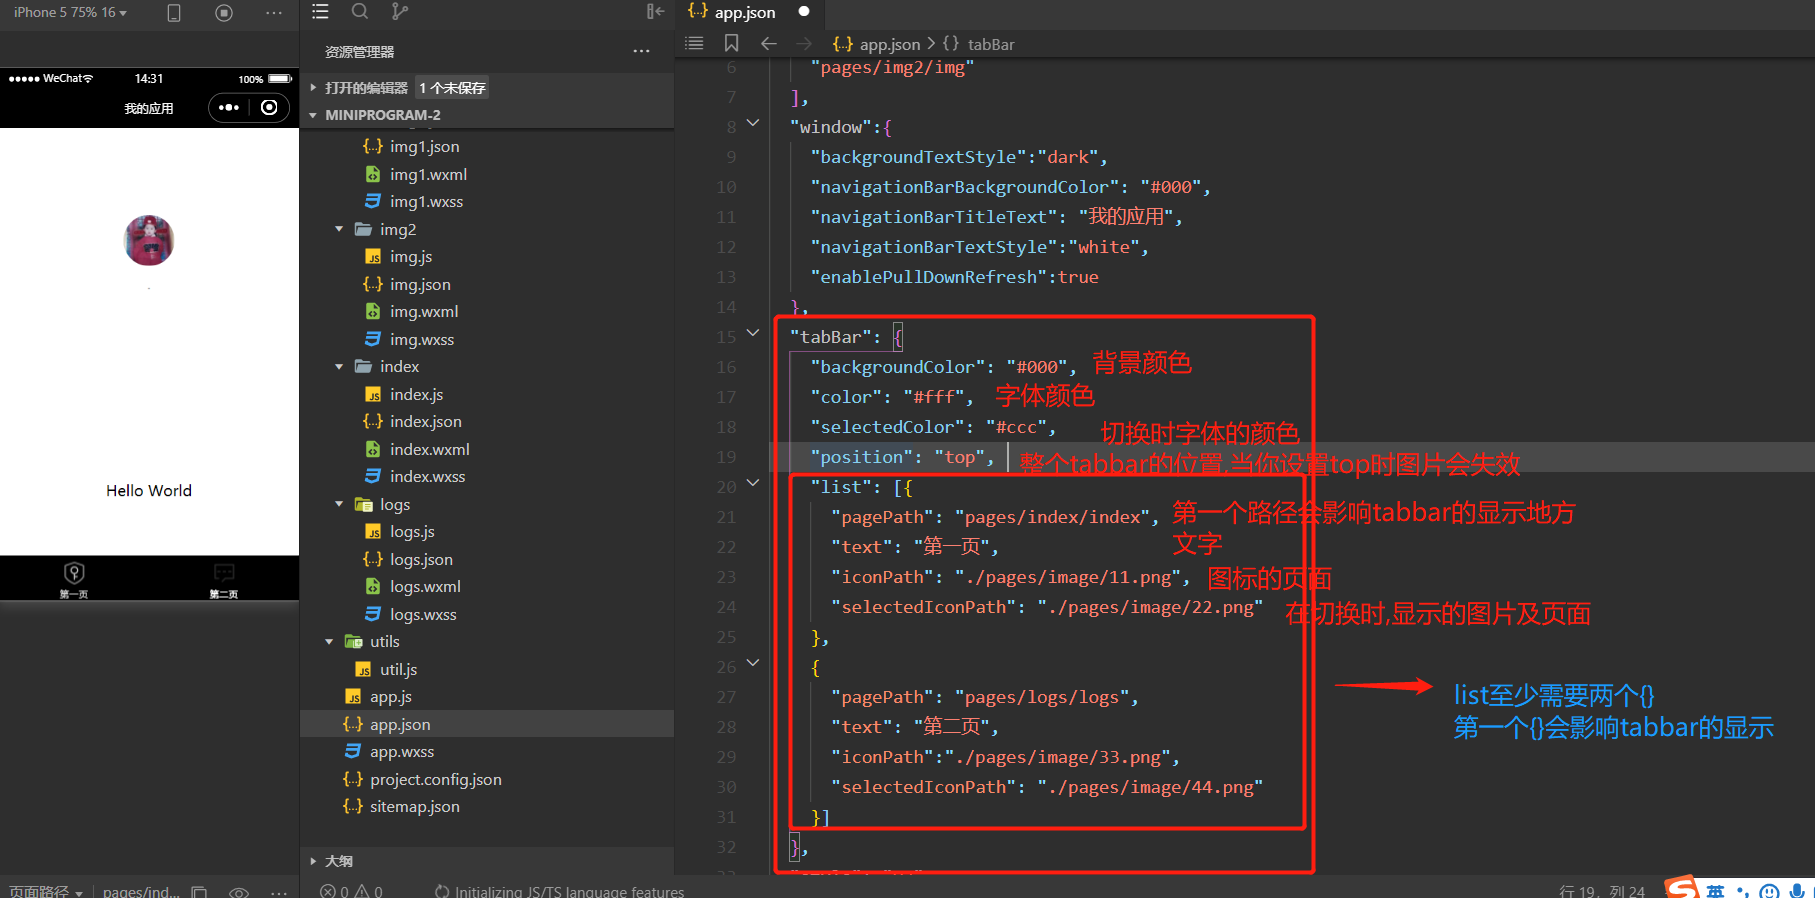 iPhone 5 75% 16
WeChat
14:31
100%
我的应用
Hello World
第一页
第二页
页面路径
pages/ind...
资源管理器
打开的编辑器 1 个未保存
MINIPROGRAM-2
img1.json
img1.wxml
img1.wxss
img2
img.js
img.json
img.wxml
img.wxss
index
index.js
index.json
index.wxml
index.wxss
logs
logs.js
logs.json
logs.wxml
logs.wxss
utils
util.js
app.js
app.json
app.wxss
project.config.json
sitemap.json
大纲
0 0
Initializing JS/TS language features
app.json
app.json > {} tabBar
6 "pages/img2/img"
7 ],
8 "window":{
9 "backgroundTextStyle":"dark",
10 "navigationBarBackgroundColor": "#000",
11 "navigationBarTitleText": "我的应用",
12 "navigationBarTextStyle":"white",
13 "enablePullDownRefresh":true
14 },
15 "tabBar": {
16 "backgroundColor": "#000", 背景颜色
17 "color": "#fff", 字体颜色
18 "selectedColor": "#ccc", 切换时字体的颜色
19 "position": "top", 整个tabbar的位置,当你设置top时图片会失效
20 "list": [{
21 "pagePath": "pages/index/index", 第一个路径会影响tabbar的显示地方
22 "text": "第一页", 文字
23 "iconPath": "./pages/image/11.png", 图标的页面
24 "selectedIconPath": "./pages/image/22.png" 在切换时,显示的图片及页面
25 },
26 {
27 "pagePath": "pages/logs/logs",
28 "text": "第二页",
29 "iconPath":"./pages/image/33.png",
30 "selectedIconPath": "./pages/image/44.png"
31 }]
32 },
list至少需要两个{}
第一个{}会影响tabbar的显示
行 19，列 24
英